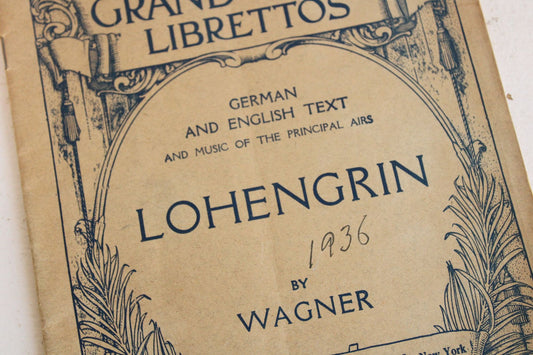 GRAND
LIBRETTOS
GERMAN
AND ENGLISH TEXT
AND MUSIC OF THE PRINCIPAL AIRS
LOHENGRIN
1936
BY
WAGNER
New York